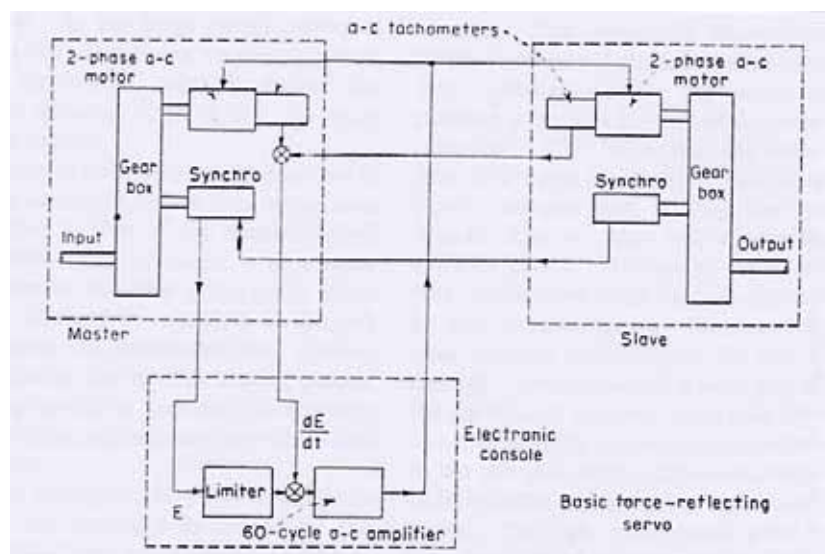 a-c tachometers
2-phase a-c
motor
2-phase a-c
motor
Gear
box
Synchro
Input
Master
Synchro
Gear
box
Output
Slave
dE
dt
Electronic
console
Limiter
E
60-cycle a-c amplifier
Basic force-reflecting
servo